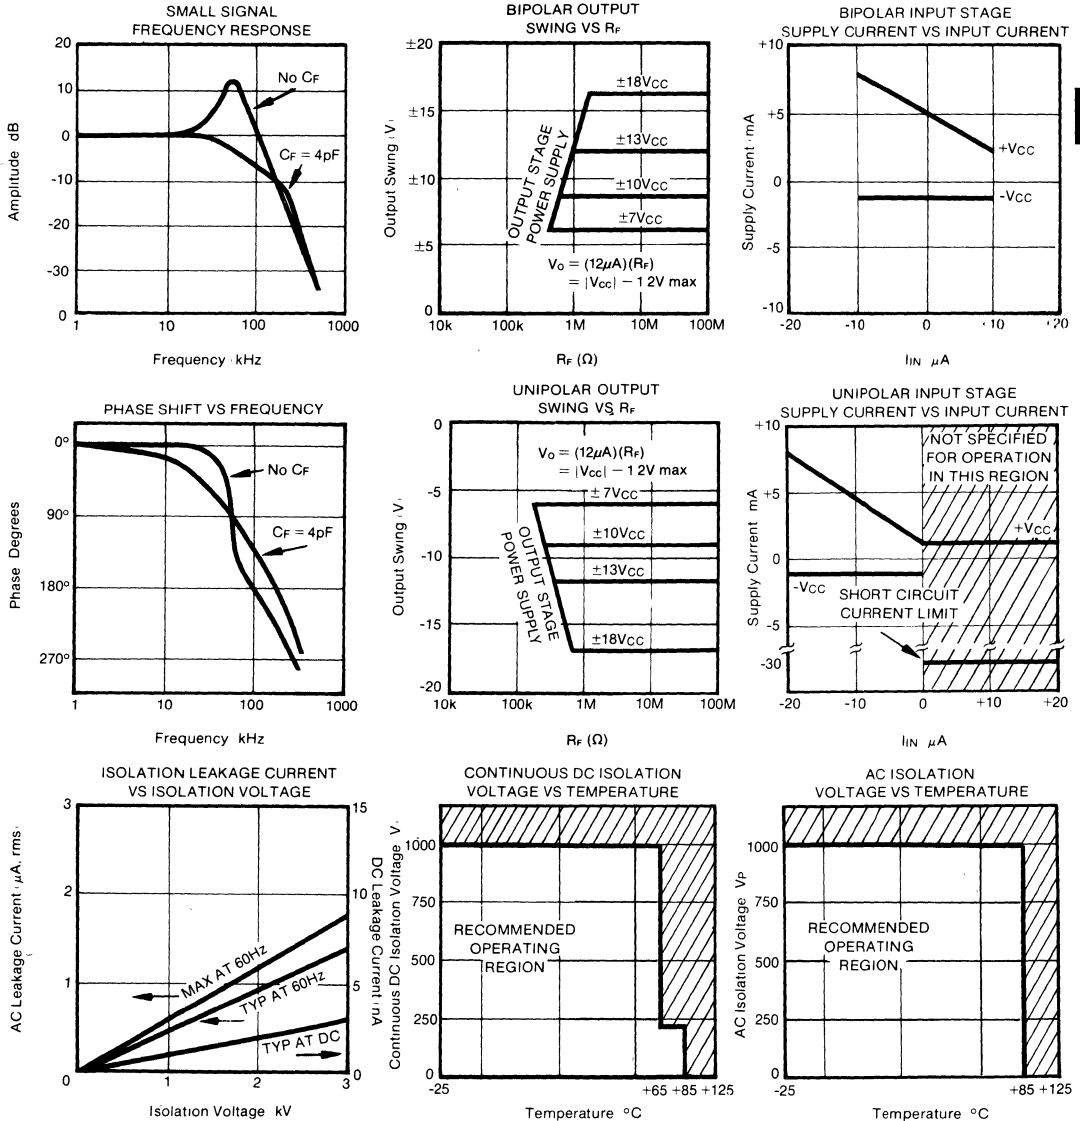 SMALL SIGNAL
FREQUENCY RESPONSE
20
10
0
-10
-20
-30
0
1
10
100
1000
Amplitude dB
Frequency kHz
No CF
CF = 4pF
BIPOLAR OUTPUT
SWING VS RF
±20
±15
±10
±5
0
10k
100k
1M
10M
100M
Output Swing (V)
RF (Ω)
±18VCC
±13VCC
±10VCC
±7VCC
OUTPUT STAGE
POWER SUPPLY
VO = (12μA)(RF)
= |VCC| − 1 2V max
BIPOLAR INPUT STAGE
SUPPLY CURRENT VS INPUT CURRENT
+10
+5
0
-5
-10
-20
-10
0
+10
+20
Supply Current mA
IIN μA
+VCC
-VCC
PHASE SHIFT VS FREQUENCY
0°
90°
180°
270°
1
10
100
1000
Phase Degrees
Frequency kHz
No CF
CF = 4pF
UNIPOLAR OUTPUT
SWING VS RF
0
-5
-10
-15
-20
10k
100k
1M
10M
100M
Output Swing (V)
RF (Ω)
VO = (12μA)(RF)
= |VCC| − 1 2V max
± 7VCC
±10VCC
±13VCC
±18VCC
OUTPUT STAGE
POWER SUPPLY
UNIPOLAR INPUT STAGE
SUPPLY CURRENT VS INPUT CURRENT
+10
+5
0
-5
-30
-20
-10
0
+10
+20
Supply Current mA
IIN μA
NOT SPECIFIED
FOR OPERATION
IN THIS REGION
+VCC
-VCC
SHORT CIRCUIT
CURRENT LIMIT
ISOLATION LEAKAGE CURRENT
VS ISOLATION VOLTAGE
3
2
1
0
15
10
5
0
1
2
3
AC Leakage Current (μA, rms)
DC Leakage Current nA
Isolation Voltage kV
MAX AT 60Hz
TYP AT 60Hz
TYP AT DC
CONTINUOUS DC ISOLATION
VOLTAGE VS TEMPERATURE
1000
750
500
250
0
-25
+65
+85
+125
Continuous DC Isolation Voltage V
Temperature °C
RECOMMENDED
OPERATING
REGION
AC ISOLATION
VOLTAGE VS TEMPERATURE
1000
750
500
250
0
-25
+85
+125
AC Isolation Voltage VP
Temperature °C
RECOMMENDED
OPERATING
REGION